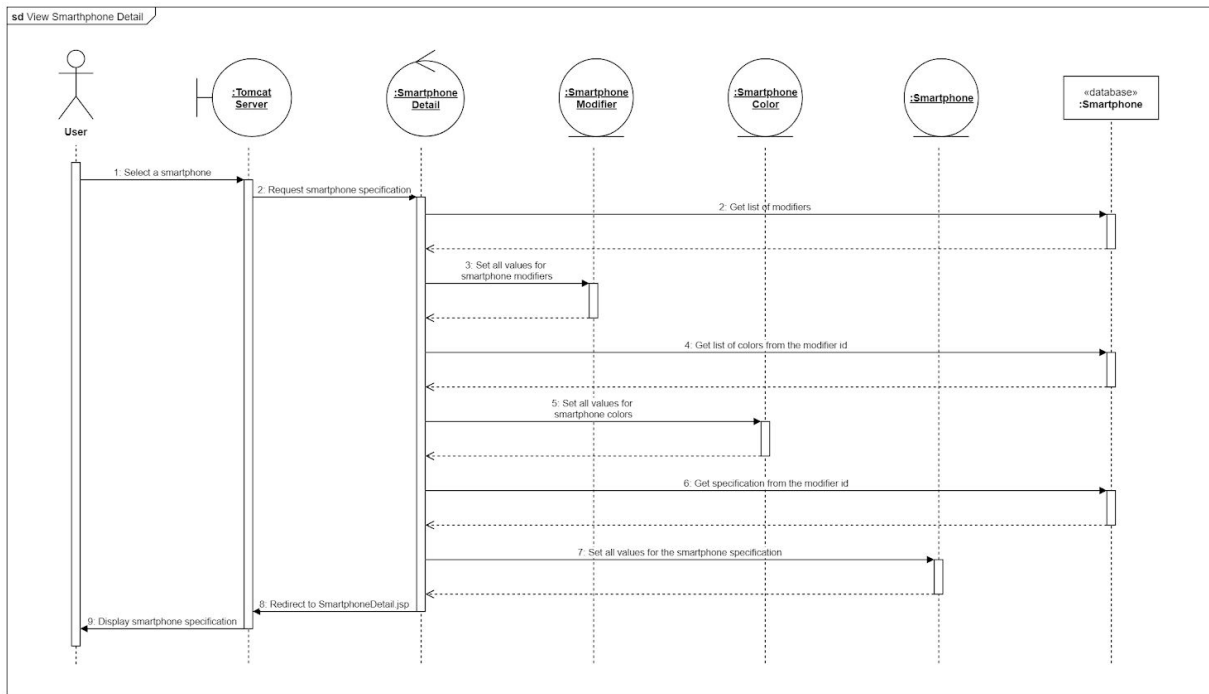 sd View Smarthphone Detail
User
:Tomcat
Server
:Smartphone
Detail
:Smartphone
Modifier
:Smartphone
Color
:Smartphone
«database»
:Smartphone
1: Select a smartphone
2: Request smartphone specification
2: Get list of modifiers
3: Set all values for
smartphone modifiers
4: Get list of colors from the modifier id
5: Set all values for
smartphone colors
6: Get specification from the modifier id
7: Set all values for the smartphone specification
8: Redirect to SmartphoneDetail.jsp
9: Display smartphone specification